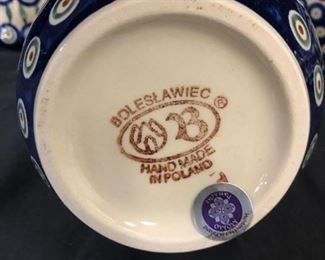 BOLESŁAWIEC ®
B
HAND MADE
IN POLAND